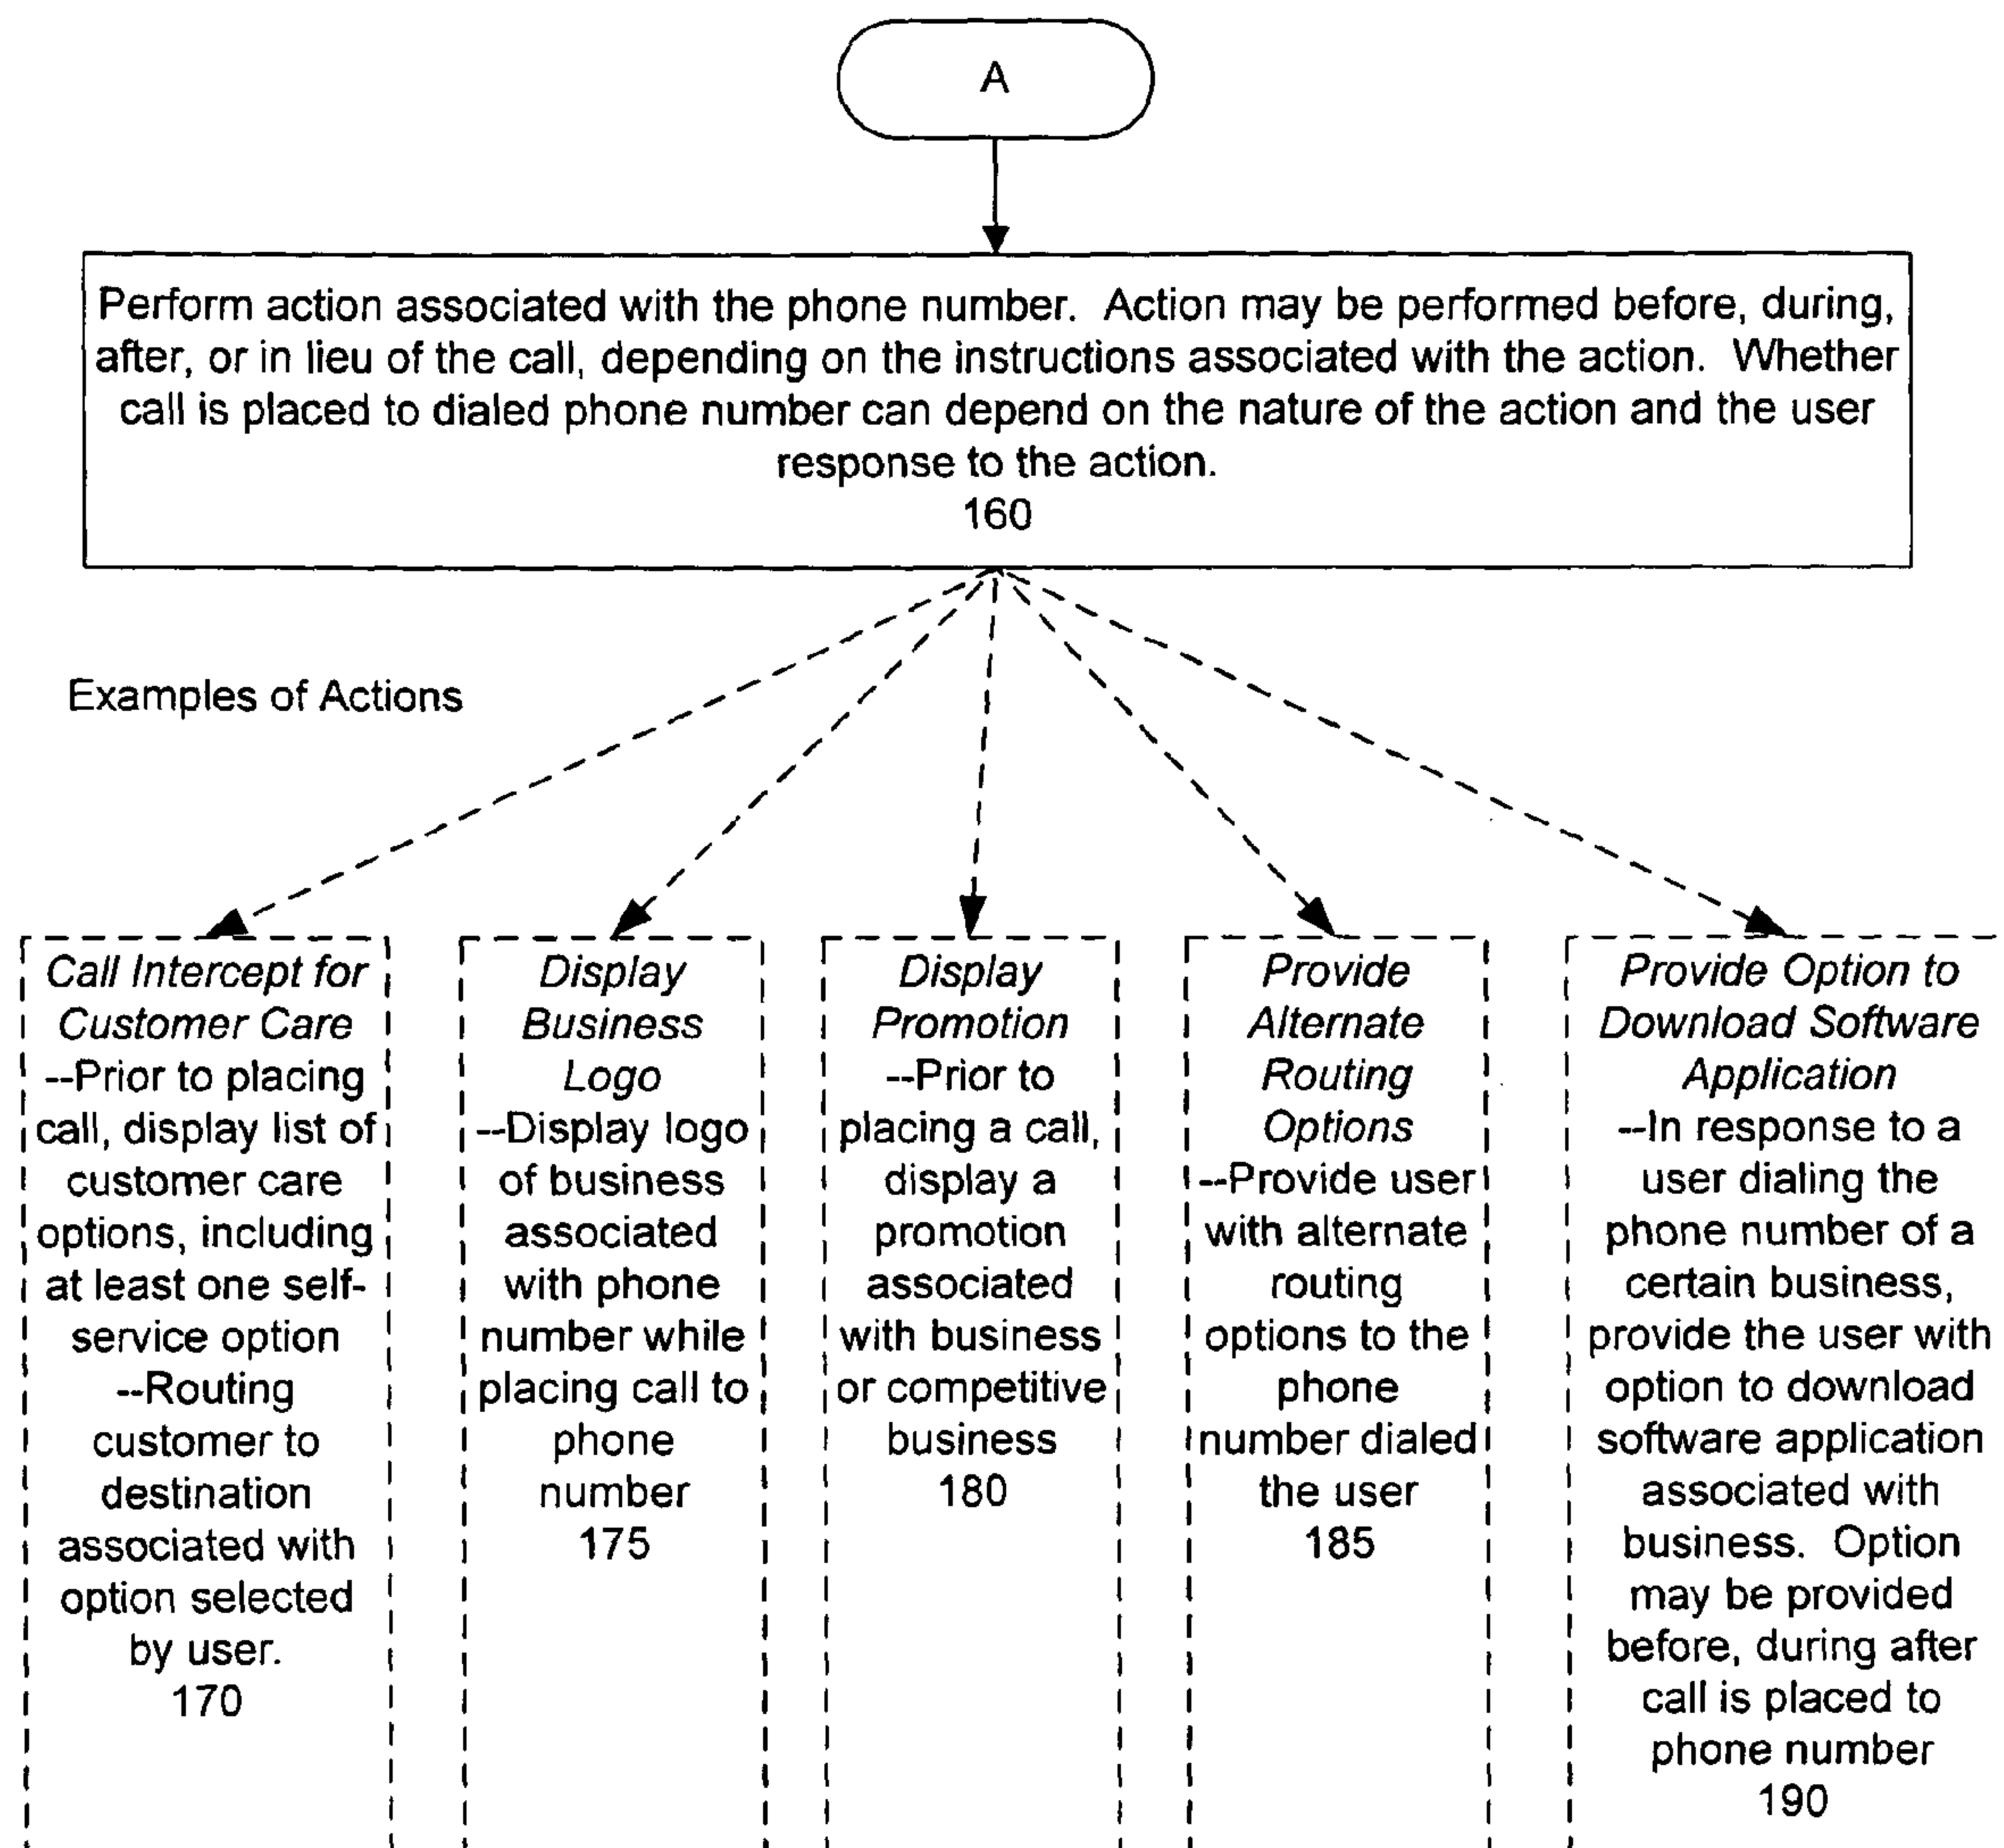 A
Perform action associated with the phone number. Action may be performed before, during,
after, or in lieu of the call, depending on the instructions associated with the action. Whether
call is placed to dialed phone number can depend on the nature of the action and the user
response to the action.
160
Examples of Actions
Call Intercept for
Customer Care
--Prior to placing
call, display list of
customer care
options, including
at least one self-
service option
--Routing
customer to
destination
associated with
option selected
by user.
170
Display
Business
Logo
--Display logo
of business
associated
with phone
number while
placing call to
phone
number
175
Display
Promotion
--Prior to
placing a call,
display a
promotion
associated
with business
or competitive
business
180
Provide
Alternate
Routing
Options
--Provide user
with alternate
routing
options to the
phone
number dialed
the user
185
Provide Option to
Download Software
Application
--In response to a
user dialing the
phone number of a
certain business,
provide the user with
option to download
software application
associated with
business. Option
may be provided
before, during after
call is placed to
phone number
190